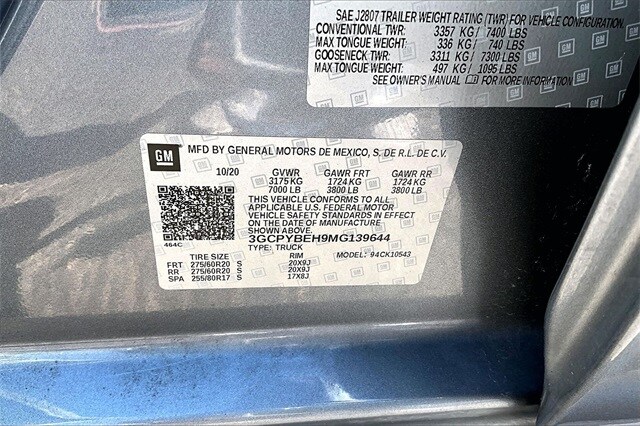 SAE J2807 TRAILER WEIGHT RATING (TWR) FOR VEHICLE CONFIGURATION.
CONVENTIONAL TWR: 3357 KG / 7400 LBS
MAX TONGUE WEIGHT: 336 KG / 740 LBS
GOOSENECK TWR: 3311 KG / 7300 LBS
MAX TONGUE WEIGHT: 497 KG / 1095 LBS
SEE OWNER'S MANUAL FOR MORE INFORMATION
GM MFD BY GENERAL MOTORS DE MEXICO, S. DE R.L. DE C.V.
10/20 GVWR GAWR FRT GAWR RR
3175 KG 1724 KG 1724 KG
7000 LB 3800 LB 3800 LB
THIS VEHICLE CONFORMS TO ALL
APPLICABLE U.S. FEDERAL MOTOR
VEHICLE SAFETY STANDARDS IN EFFECT
ON THE DATE OF MANUFACTURE
SHOWN ABOVE.
464C 3GCPYBEH9MG139644
TYPE: TRUCK
TIRE SIZE RIM MODEL: 94CK10543
FRT 275/60R20 S 20X9J
RR 275/60R20 S 20X9J
SPA 255/80R17 S 17X8J